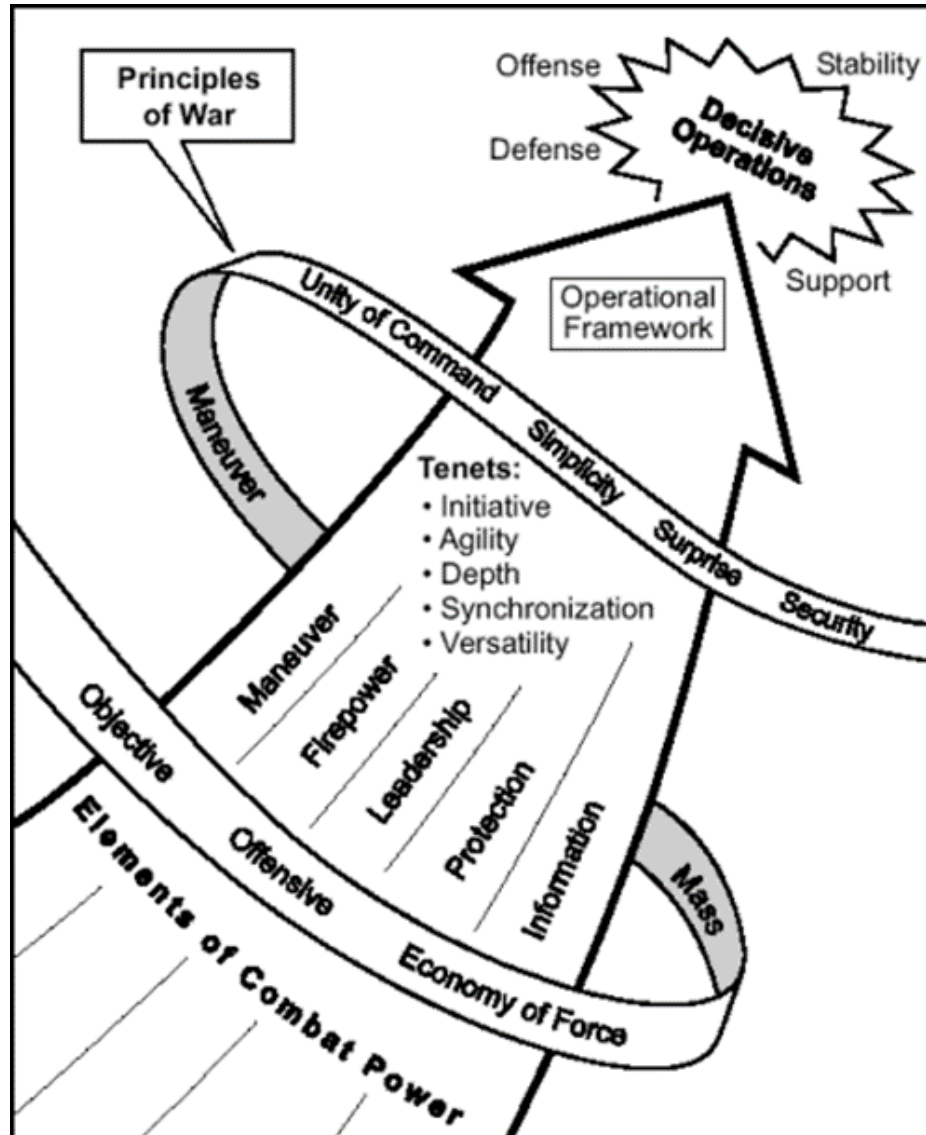 Principles
of War
Offense
Stability
Decisive
Operations
Defense
Support
Operational
Framework
Unity of Command Simplicity Surprise Security
Maneuver
Tenets:
• Initiative
• Agility
• Depth
• Synchronization
• Versatility
Maneuver
Firepower
Leadership
Protection
Information
Mass
Objective Offensive Economy of Force
Elements of Combat Power